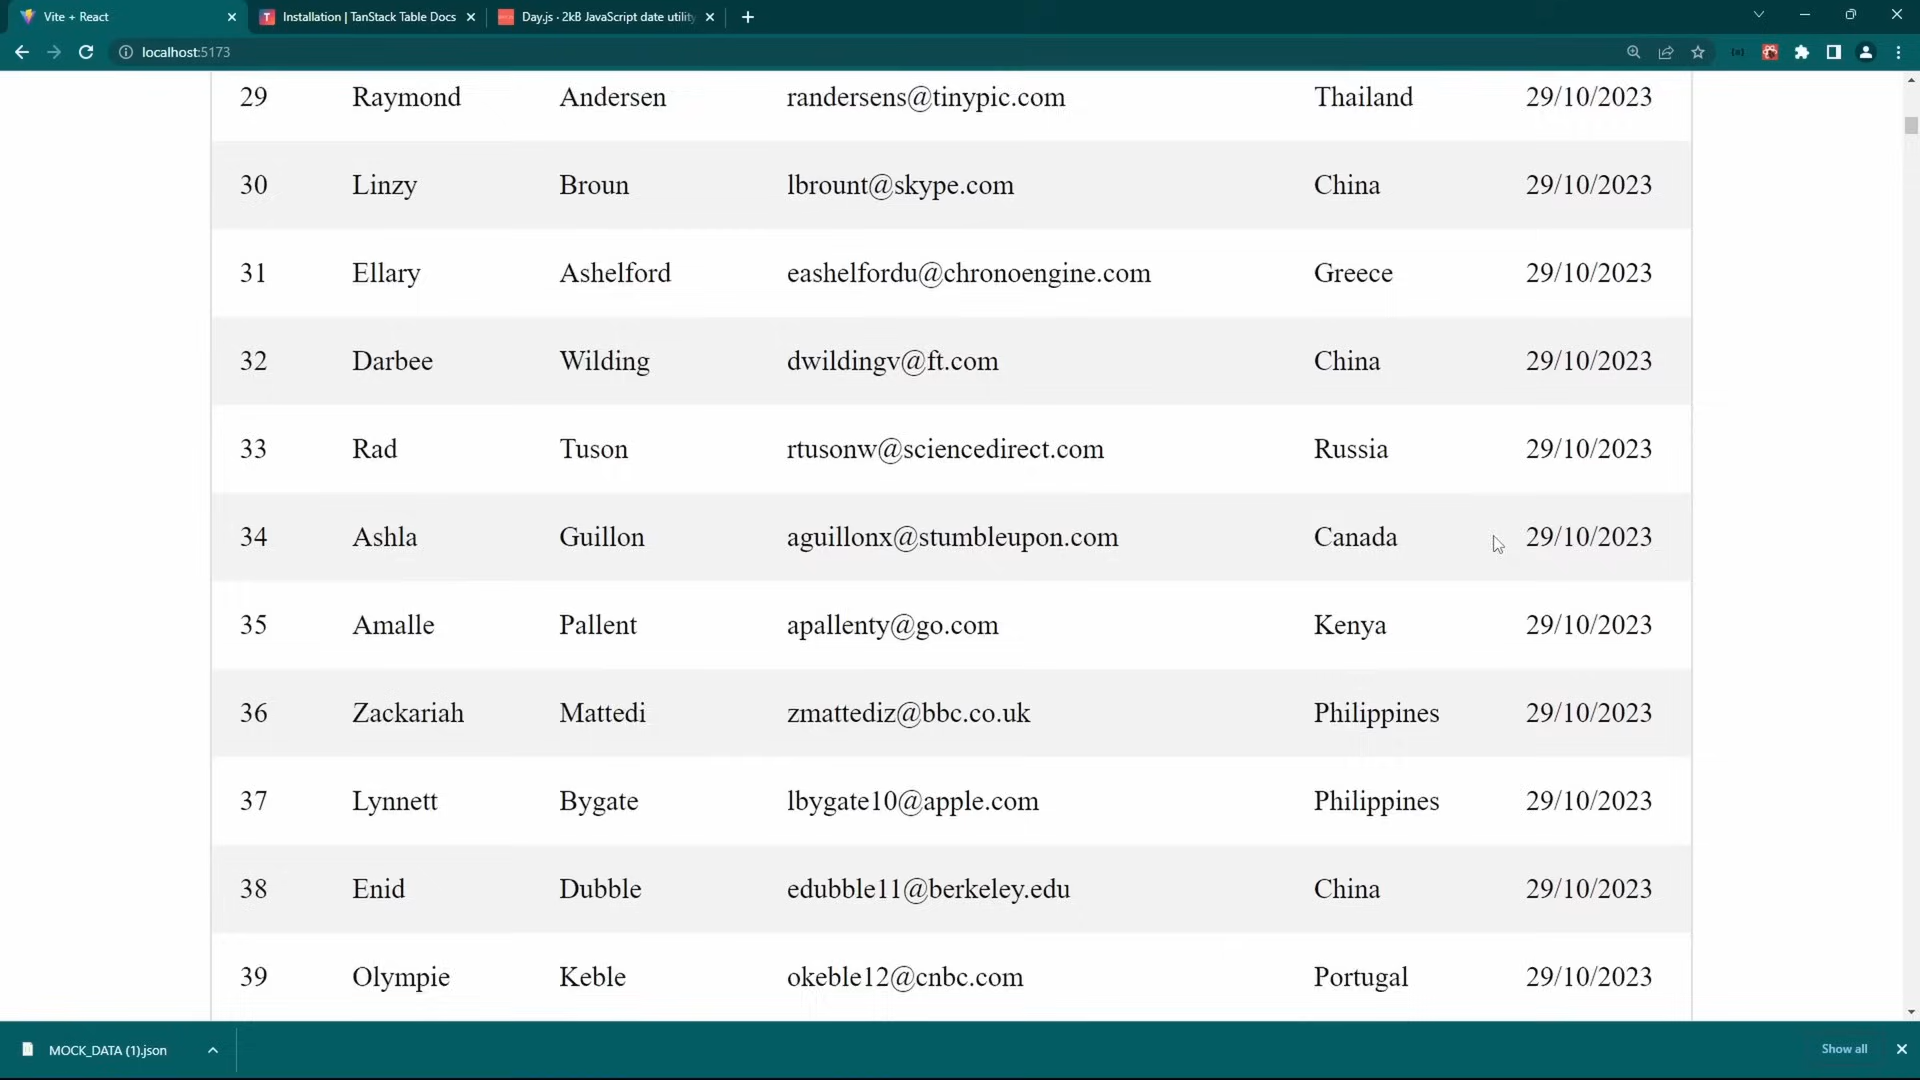 Vite + React
Installation | TanStack Table Docs
Day.js · 2kB JavaScript date utility
localhost:5173
29 Raymond Andersen randersens@tinypic.com Thailand 29/10/2023
30 Linzy Broun lbrount@skype.com China 29/10/2023
31 Ellary Ashelford eashelfordu@chronoengine.com Greece 29/10/2023
32 Darbee Wilding dwildingv@ft.com China 29/10/2023
33 Rad Tuson rtusonw@sciencedirect.com Russia 29/10/2023
34 Ashla Guillon aguillonx@stumbleupon.com Canada 29/10/2023
35 Amalle Pallent apallenty@go.com Kenya 29/10/2023
36 Zackariah Mattedi zmattediz@bbc.co.uk Philippines 29/10/2023
37 Lynnett Bygate lbygate10@apple.com Philippines 29/10/2023
38 Enid Dubble edubble11@berkeley.edu China 29/10/2023
39 Olympie Keble okeble12@cnbc.com Portugal 29/10/2023
MOCK_DATA (1).json
Show all